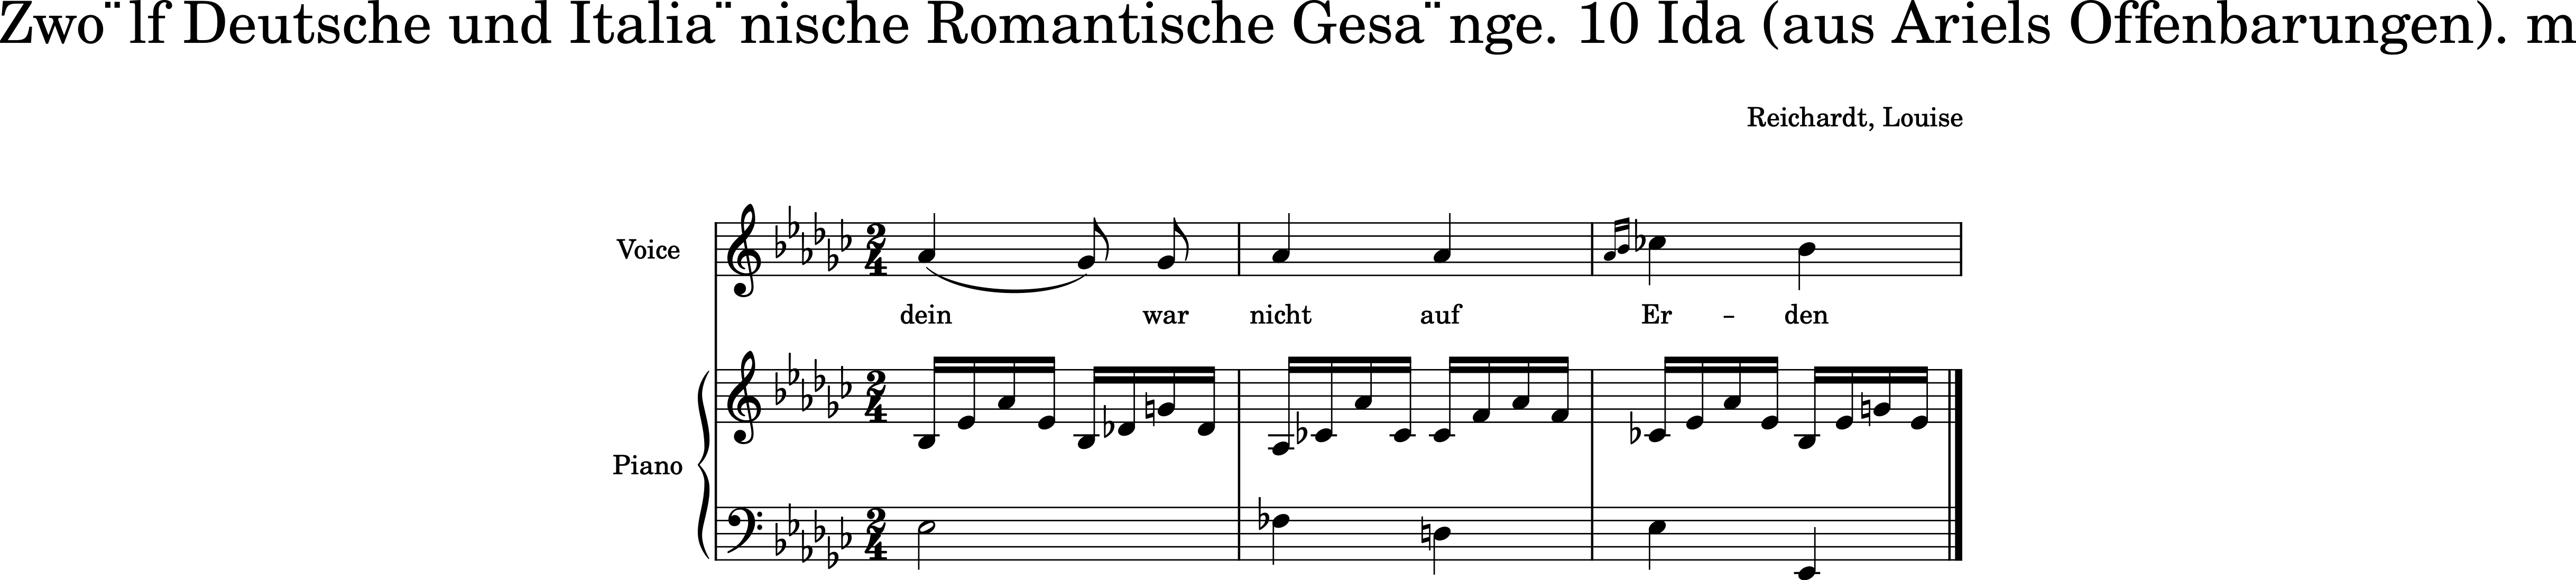 Zwo¨lf Deutsche und Italia¨nische Romantische Gesa¨nge. 10 Ida (aus Ariels Offenbarungen). m
Reichardt, Louise
Voice
dein war nicht auf Er – den
Piano